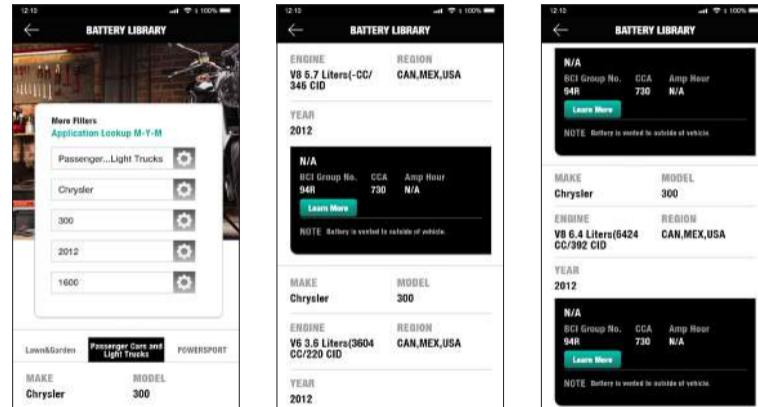 12:10
100%
BATTERY LIBRARY
More Filters
Application Lookup M-Y-M
Passenger...Light Trucks
Chrysler
300
2012
1600
Lawn&Garden
Passenger Cars and
Light Trucks
POWERSPORT
MAKE MODEL
Chrysler 300
12:10
100%
BATTERY LIBRARY
ENGINE REGION
V8 5.7 Liters(-CC/
345 CID
CAN,MEX,USA
YEAR
2012
N/A
BCI Group No. CCA Amp Hour
94R 730 N/A
Learn More
NOTE Battery is vented to outside of vehicle.
MAKE MODEL
Chrysler 300
ENGINE REGION
V6 3.6 Liters(3604
CC/220 CID
CAN,MEX,USA
YEAR
2012
12:10
100%
BATTERY LIBRARY
N/A
BCI Group No. CCA Amp Hour
94R 730 N/A
Learn More
NOTE Battery is vented to outside of vehicle.
MAKE MODEL
Chrysler 300
ENGINE REGION
V8 6.4 Liters(6424
CC/392 CID
CAN,MEX,USA
YEAR
2012
N/A
BCI Group No. CCA Amp Hour
94R 730 N/A
Learn More
NOTE Battery is vented to outside of vehicle.